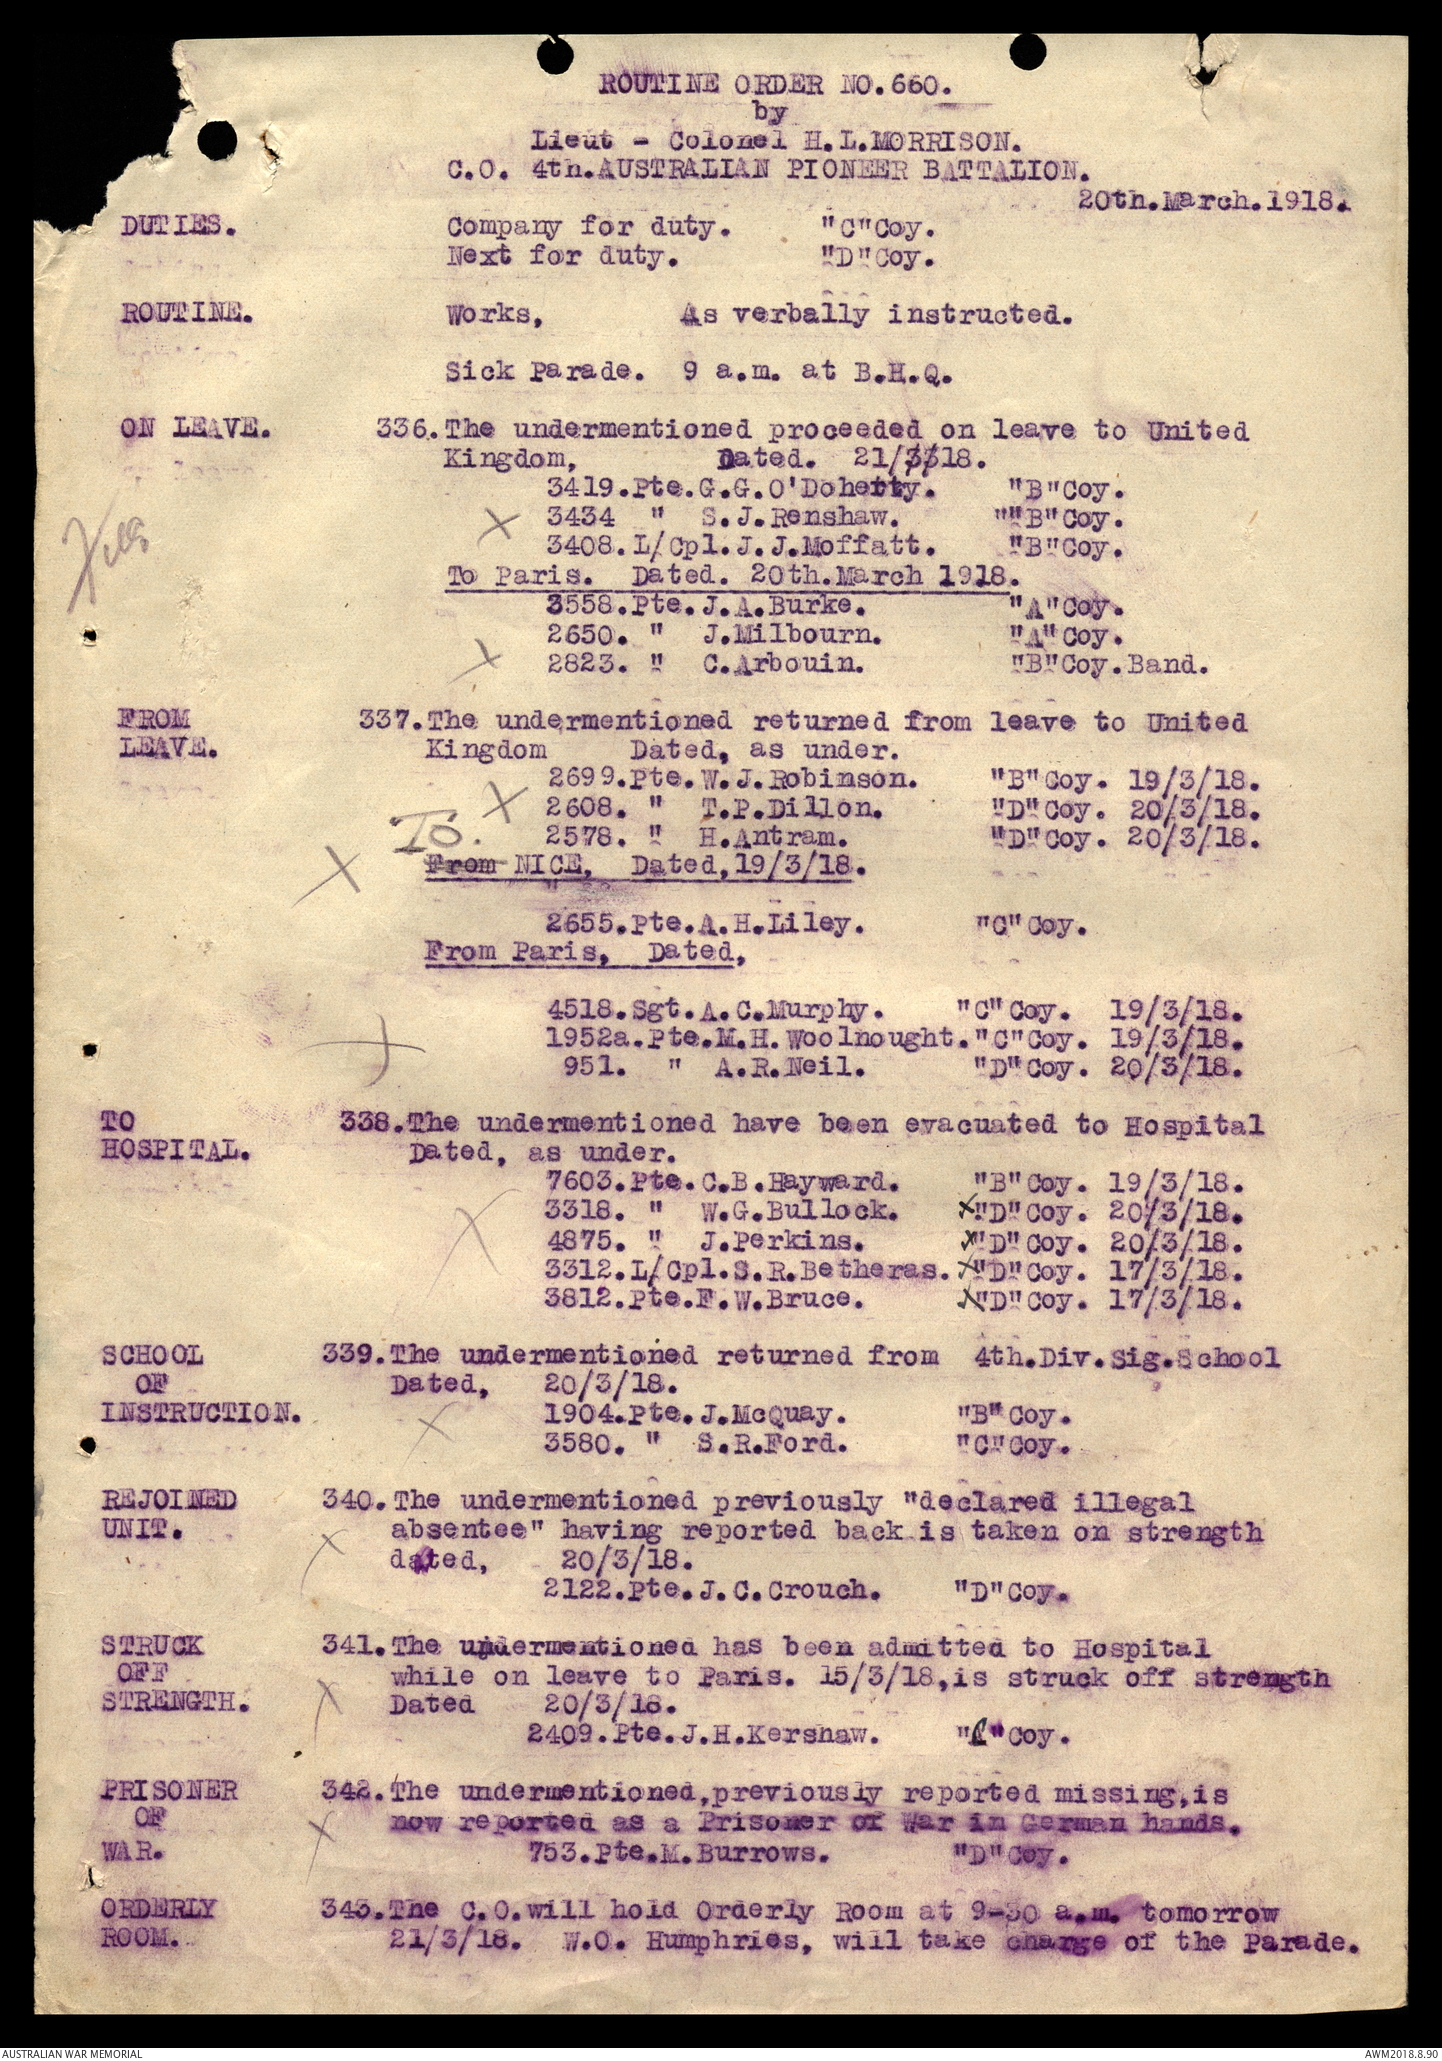 ROUTINE ORDER NO.660.
by
Lieut - Colonel H.L.MORRISON.
C.O. 4th.AUSTRALIAN PIONEER BATTALION.
20th.March.1918.
DUTIES. Company for duty. "C"Coy.
Next for duty. "D"Coy.
ROUTINE. Works, As verbally instructed.
Sick Parade. 9 a.m. at B.H.Q.
ON LEAVE. 336.The undermentioned proceeded on leave to United
Kingdom, Dated. 21/3/18.
3419.Pte.G.G.O'Doherty. "B"Coy.
X 3434 " S.J.Renshaw. ""B"Coy.
3408.L/Cpl.J.J.Moffatt. "B"Coy.
To Paris. Dated. 20th.March 1918.
3558.Pte.J.A.Burke. "A"Coy.
2650. " J.Milbourn. "A"Coy.
X 2823. " C.Arbouin. "B"Coy.Band.
FROM 337.The undermentioned returned from leave to United
LEAVE. Kingdom Dated, as under.
2699.Pte.W.J.Robinson. "B"Coy. 19/3/18.
X 2608. " T.P.Dillon. "D"Coy. 20/3/18.
To. 2578. " H.Antram. "D"Coy. 20/3/18.
X From NICE, Dated,19/3/18.
"
2655.Pte.A.H.Liley. "C"Coy.
From Paris, Dated,
4518.Sgt.A.C.Murphy. "C"Coy. 19/3/18.
X 1952a.Pte.M.H.Woolnought."C"Coy. 19/3/18.
951. " A.R.Neil. "D"Coy. 20/3/18.
TO 338.The undermentioned have been evacuated to Hospital
HOSPITAL. Dated, as under.
7603.Pte.C.B.Hayward. "B"Coy. 19/3/18.
X 3318. " W.G.Bullock. X"D"Coy. 20/3/18.
4875. " J.Perkins. X"D"Coy. 20/3/18.
3312.L/Cpl.S.R.Betheras. X"D"Coy. 17/3/18.
3812.Pte.F.W.Bruce. X"D"Coy. 17/3/18.
SCHOOL 339.The undermentioned returned from 4th.Div.Sig.School
OF Dated, 20/3/18.
INSTRUCTION. X 1904.Pte.J.McQuay. "B"Coy.
3580. " S.R.Ford. "C"Coy.
REJOINED 340.The undermentioned previously "declared illegal
UNIT. X absentee" having reported back is taken on strength
dated, 20/3/18.
2122.Pte.J.C.Crouch. "D"Coy.
STRUCK 341.The undermentioned has been admitted to Hospital
OFF while on leave to Paris. 15/3/18,is struck off strength
STRENGTH. X Dated 20/3/18.
2409.Pte.J.H.Kershaw. "C"Coy.
PRISONER 342.The undermentioned,previously reported missing,is
OF X now reported as a Prisoner of War in German hands.
WAR. 753.Pte.M.Burrows. "D"Coy.
ORDERLY 343.The C.O.will hold Orderly Room at 9-30 a.m. tomorrow
ROOM. 21/3/18. W.O. Humphries, will take charge of the Parade.
AUSTRALIAN WAR MEMORIAL
AWM2018.8.90